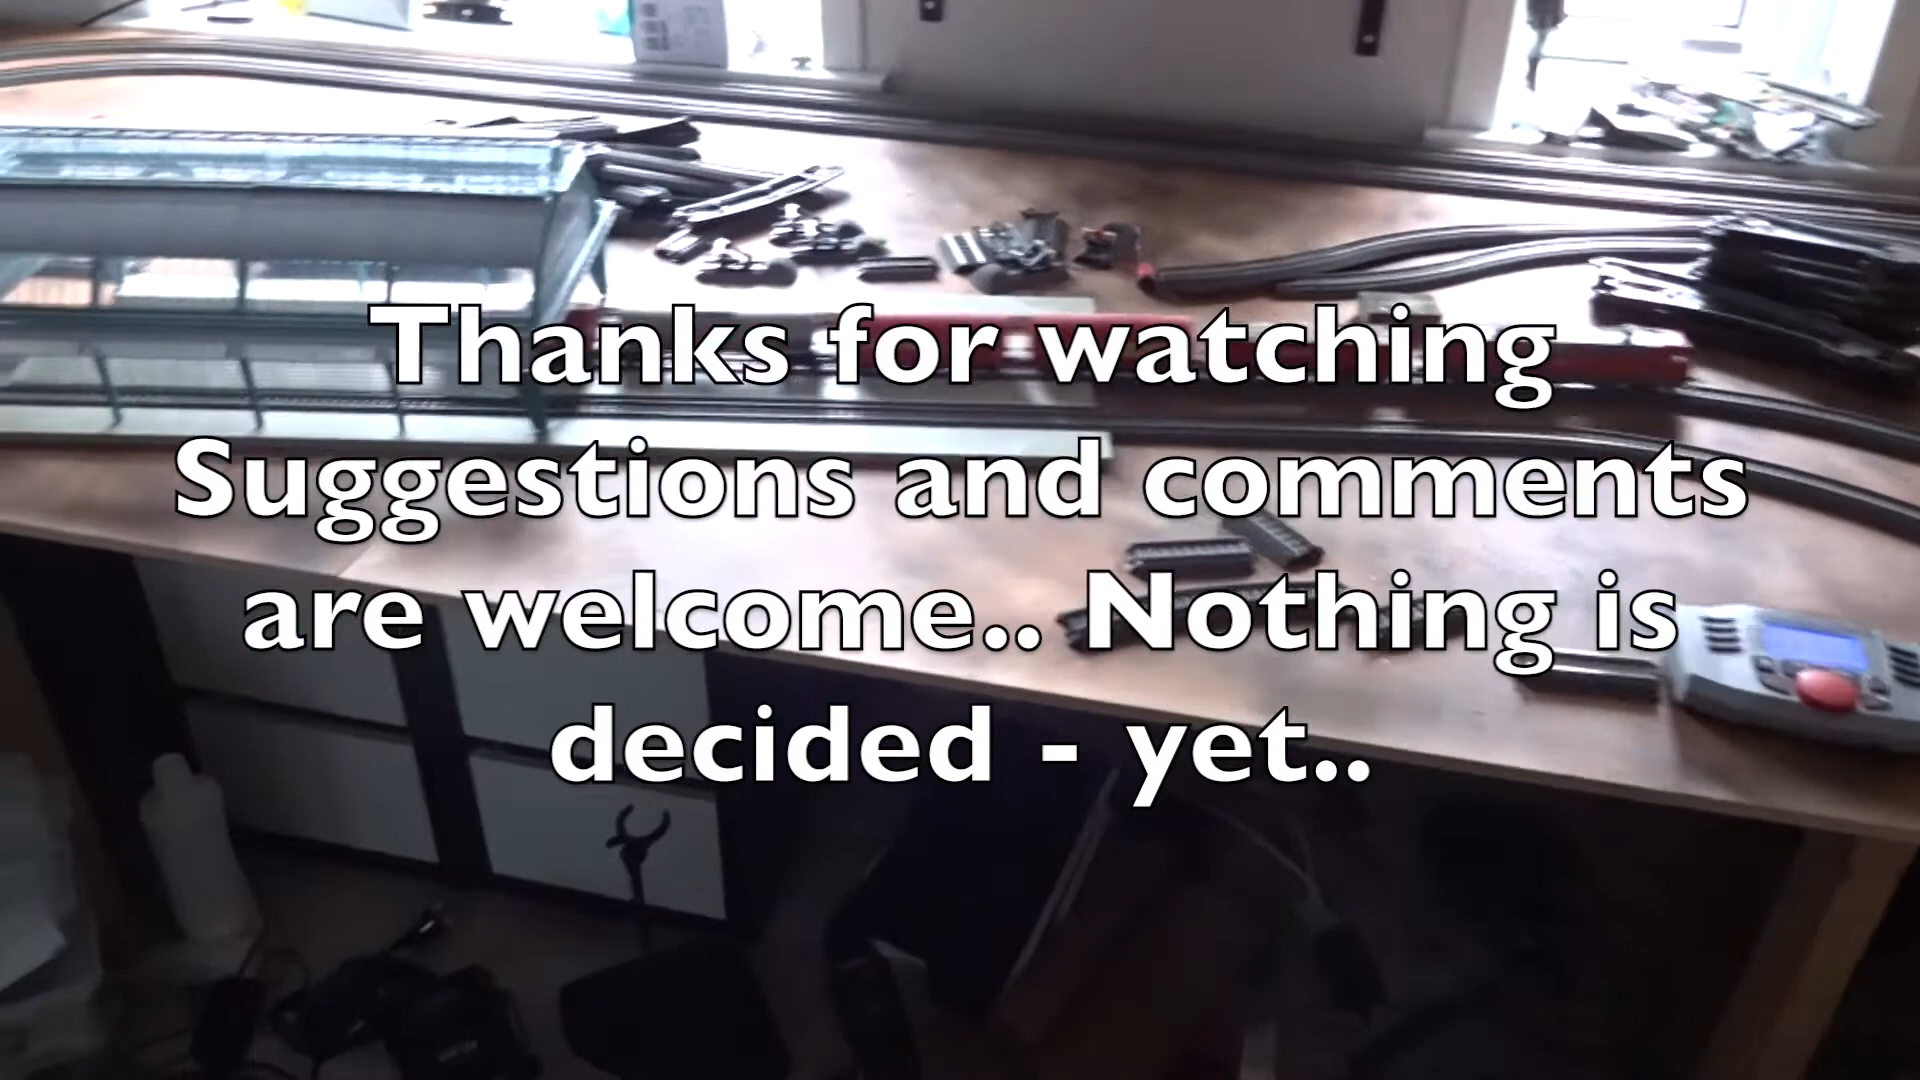 Thanks for watching
Suggestions and comments
are welcome.. Nothing is
decided - yet..